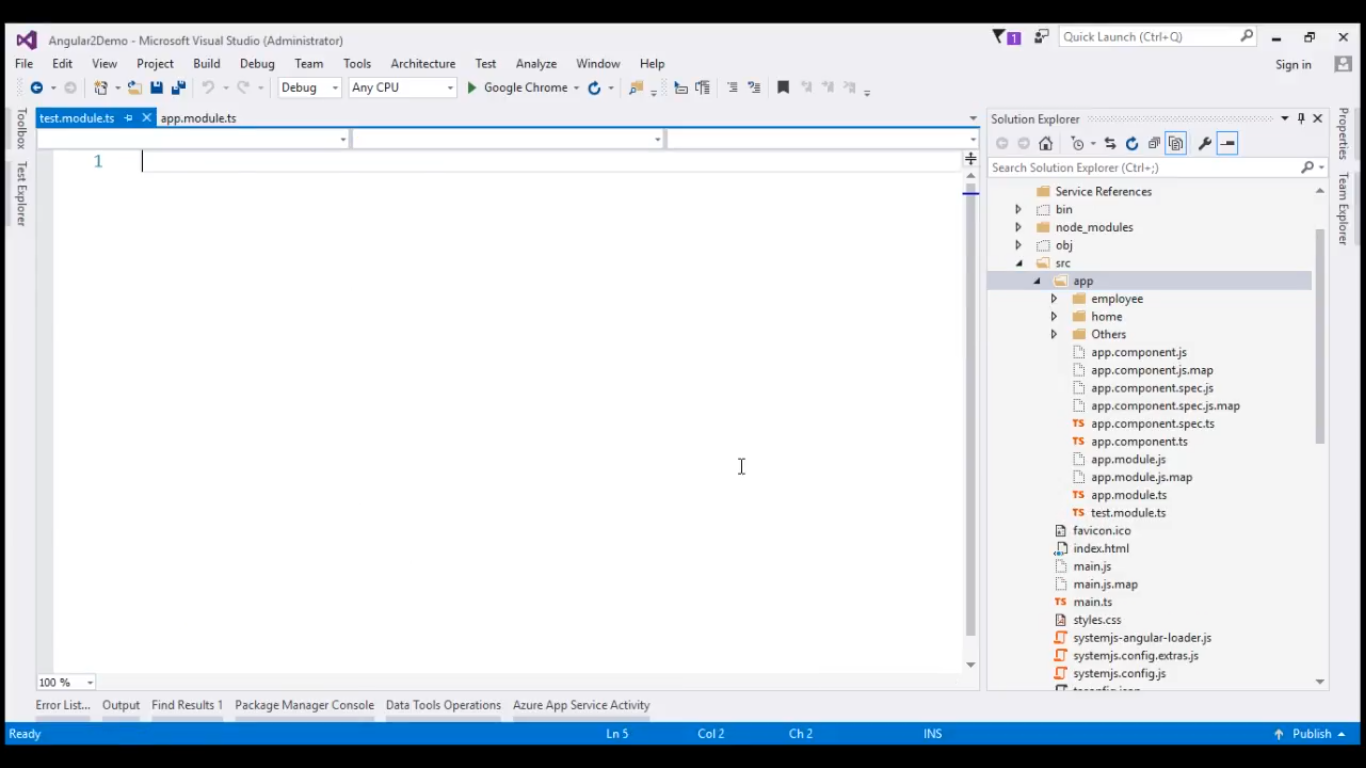 Angular2Demo - Microsoft Visual Studio (Administrator)
1
Quick Launch (Ctrl+Q)
File Edit View Project Build Debug Team Tools Architecture Test Analyze Window Help
Sign in
Debug Any CPU Google Chrome
Toolbox
Test Explorer
test.module.ts app.module.ts
1
Solution Explorer
Search Solution Explorer (Ctrl+;)
Service References
bin
node_modules
obj
src
app
employee
home
Others
app.component.js
app.component.js.map
app.component.spec.js
app.component.spec.js.map
app.component.spec.ts
app.component.ts
app.module.js
app.module.js.map
app.module.ts
test.module.ts
favicon.ico
index.html
main.js
main.js.map
main.ts
styles.css
systemjs-angular-loader.js
systemjs.config.extras.js
systemjs.config.js
Properties
Team Explorer
100 %
Error List... Output Find Results 1 Package Manager Console Data Tools Operations Azure App Service Activity
Ready Ln 5 Col 2 Ch 2 INS Publish